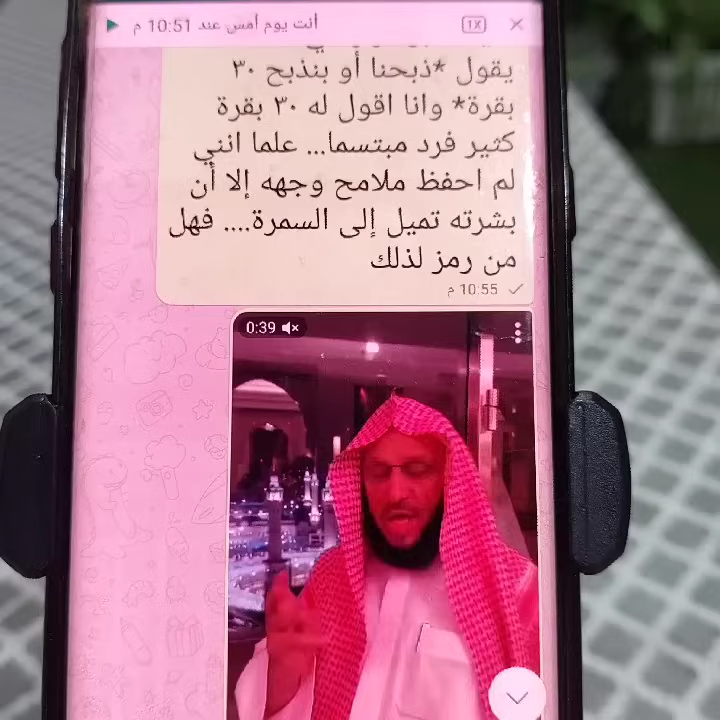 أنت يوم أمس عند 10:51 م
1X
يقول *ذبحنا أو بنذبح ٣٠
بقرة* وانا اقول له ٣٠ بقرة
كثير فرد مبتسما... علما انني
لم احفظ ملامح وجهه إلا أن
بشرته تميل إلى السمرة.... فهل
من رمز لذلك
10:55 م
0:39